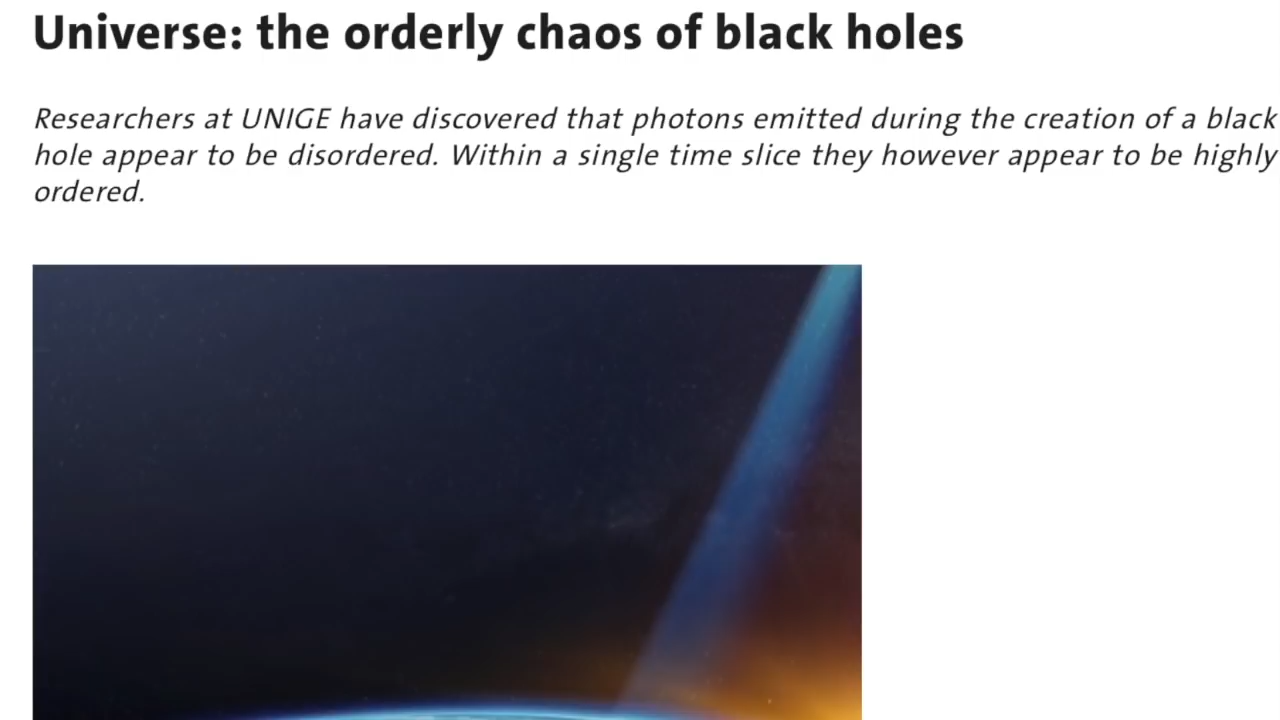 Universe: the orderly chaos of black holes
Researchers at UNIGE have discovered that photons emitted during the creation of a black
hole appear to be disordered. Within a single time slice they however appear to be highly
ordered.